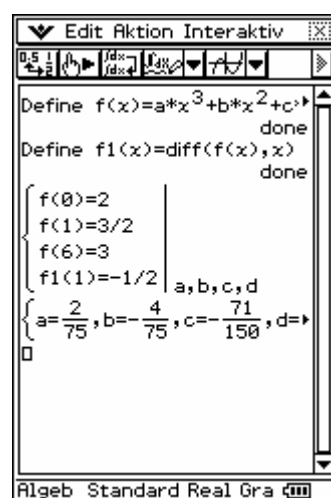 Edit Aktion Interaktiv
Define f(x)=a*x^3+b*x^2+c
done
Define f1(x)=diff(f(x),x)
done
f(0)=2
f(1)=3/2
f(6)=3
f1(1)=-1/2
a,b,c,d
{a=2/75,b=-4/75,c=-71/150,d=
Algeb Standard Real Gra